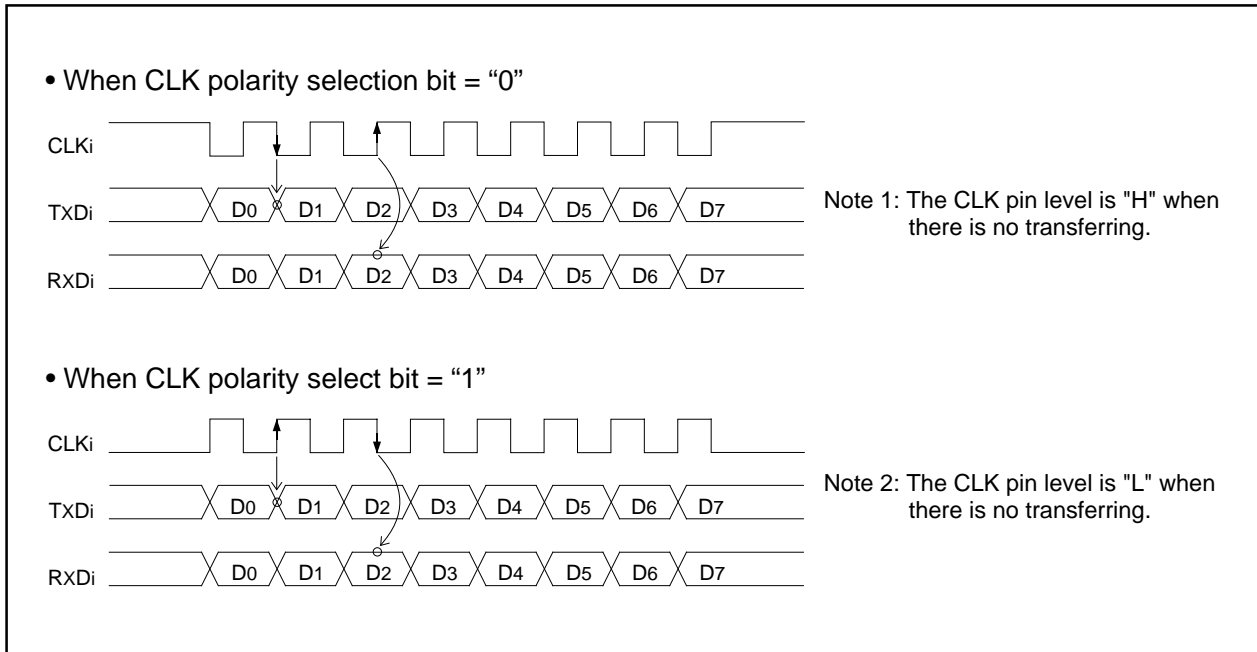 • When CLK polarity selection bit = “0”
CLKi
TXDi D0 D1 D2 D3 D4 D5 D6 D7
RXDi D0 D1 D2 D3 D4 D5 D6 D7
Note 1: The CLK pin level is "H" when
there is no transferring.
• When CLK polarity select bit = “1”
CLKi
TXDi D0 D1 D2 D3 D4 D5 D6 D7
RXDi D0 D1 D2 D3 D4 D5 D6 D7
Note 2: The CLK pin level is "L" when
there is no transferring.